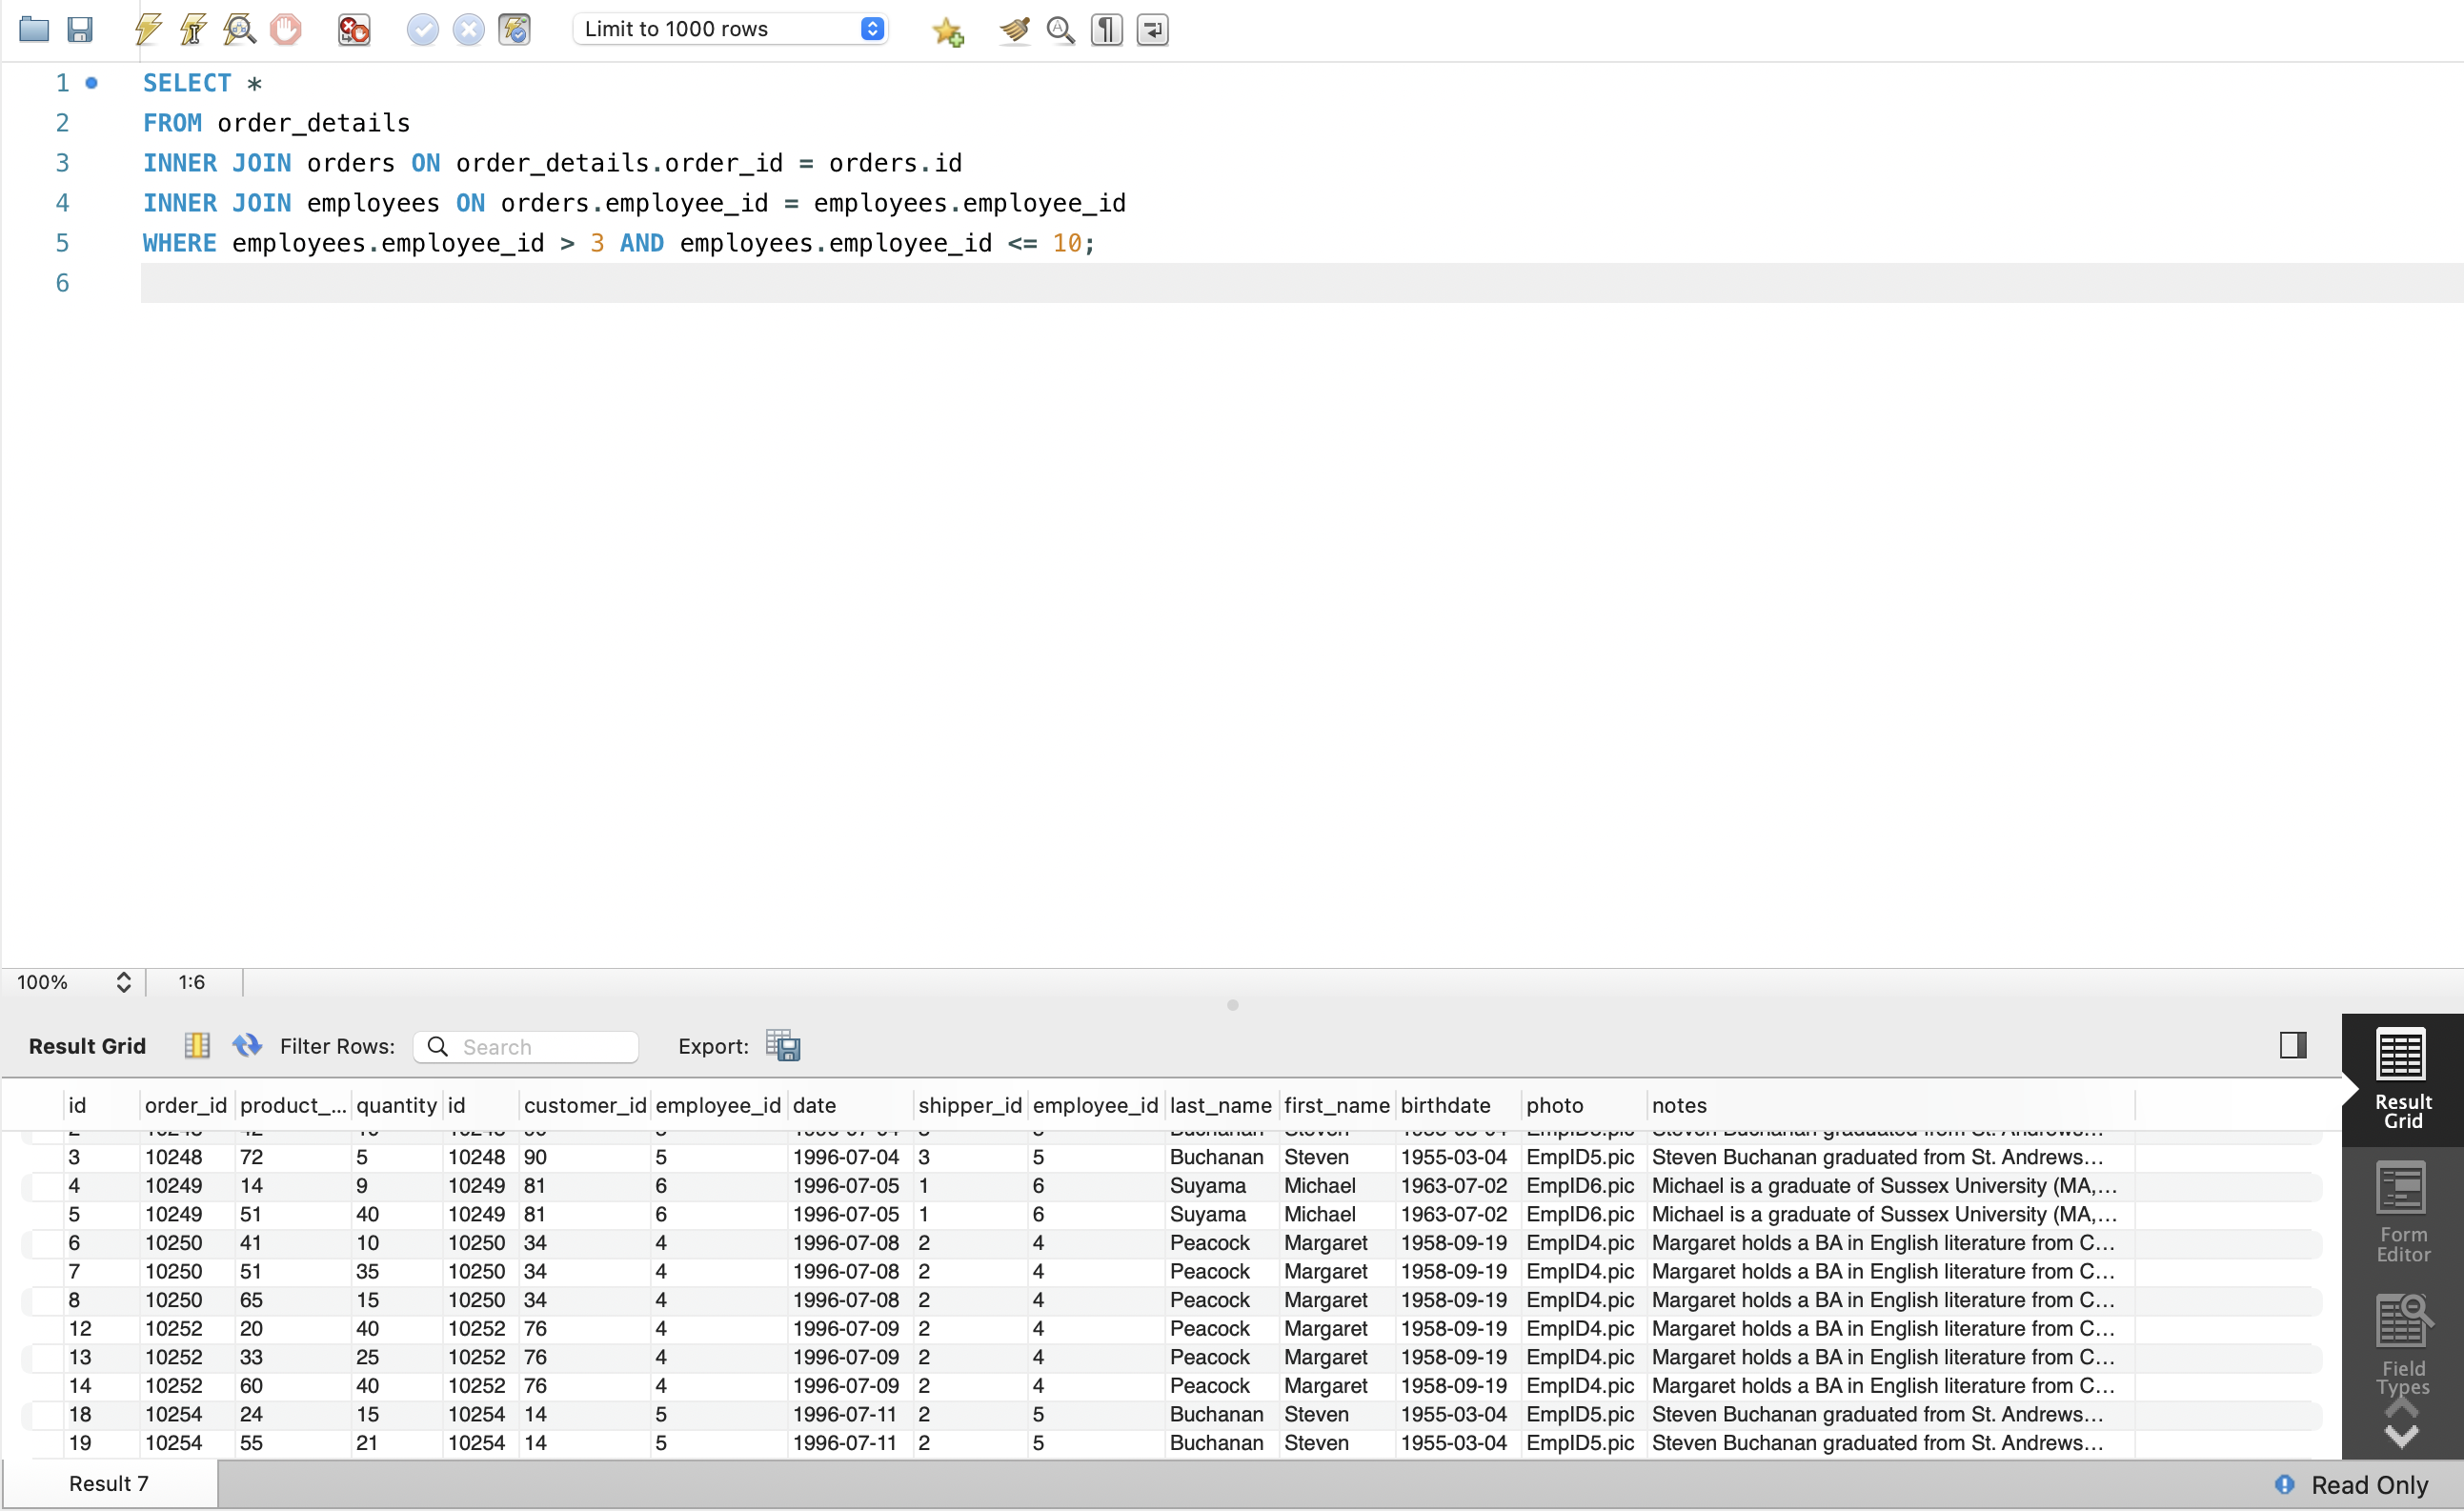 Limit to 1000 rows
1 SELECT *
2 FROM order_details
3 INNER JOIN orders ON order_details.order_id = orders.id
4 INNER JOIN employees ON orders.employee_id = employees.employee_id
5 WHERE employees.employee_id > 3 AND employees.employee_id <= 10;
6
100% 1:6
Result Grid Filter Rows: Search Export:
id order_id product_... quantity id customer_id employee_id date shipper_id employee_id last_name first_name birthdate photo notes
3 10248 72 5 10248 90 5 1996-07-04 3 5 Buchanan Steven 1955-03-04 EmpID5.pic Steven Buchanan graduated from St. Andrews...
4 10249 14 9 10249 81 6 1996-07-05 1 6 Suyama Michael 1963-07-02 EmpID6.pic Michael is a graduate of Sussex University (MA,...
5 10249 51 40 10249 81 6 1996-07-05 1 6 Suyama Michael 1963-07-02 EmpID6.pic Michael is a graduate of Sussex University (MA,...
6 10250 41 10 10250 34 4 1996-07-08 2 4 Peacock Margaret 1958-09-19 EmpID4.pic Margaret holds a BA in English literature from C...
7 10250 51 35 10250 34 4 1996-07-08 2 4 Peacock Margaret 1958-09-19 EmpID4.pic Margaret holds a BA in English literature from C...
8 10250 65 15 10250 34 4 1996-07-08 2 4 Peacock Margaret 1958-09-19 EmpID4.pic Margaret holds a BA in English literature from C...
12 10252 20 40 10252 76 4 1996-07-09 2 4 Peacock Margaret 1958-09-19 EmpID4.pic Margaret holds a BA in English literature from C...
13 10252 33 25 10252 76 4 1996-07-09 2 4 Peacock Margaret 1958-09-19 EmpID4.pic Margaret holds a BA in English literature from C...
14 10252 60 40 10252 76 4 1996-07-09 2 4 Peacock Margaret 1958-09-19 EmpID4.pic Margaret holds a BA in English literature from C...
18 10254 24 15 10254 14 5 1996-07-11 2 5 Buchanan Steven 1955-03-04 EmpID5.pic Steven Buchanan graduated from St. Andrews...
19 10254 55 21 10254 14 5 1996-07-11 2 5 Buchanan Steven 1955-03-04 EmpID5.pic Steven Buchanan graduated from St. Andrews...
Result
Grid
Form
Editor
Field
Types
Result 7 Read Only